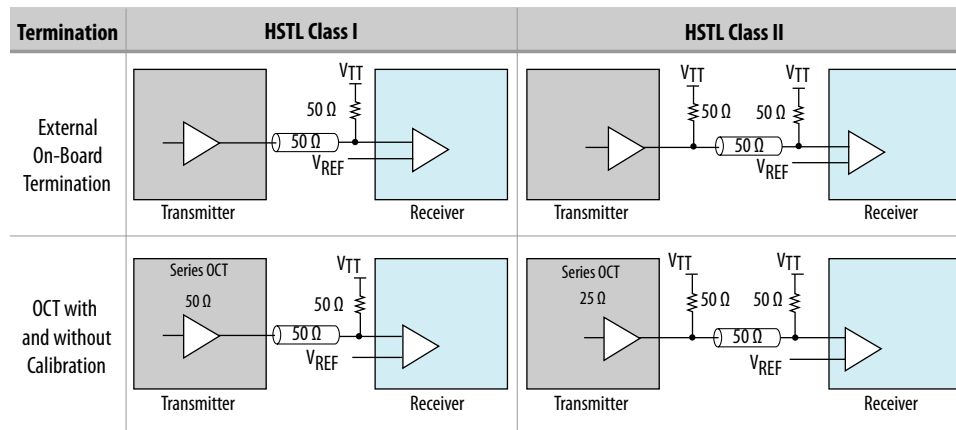 Termination HSTL Class I HSTL Class II
External
On-Board
Termination
VTT
50 Ω
50 Ω
VREF
Transmitter Receiver
VTT VTT
50 Ω 50 Ω
50 Ω
VREF
Transmitter Receiver
OCT with
and without
Calibration
Series OCT
50 Ω
VTT
50 Ω
50 Ω
VREF
Transmitter Receiver
Series OCT
25 Ω
VTT VTT
50 Ω 50 Ω
50 Ω
VREF
Transmitter Receiver